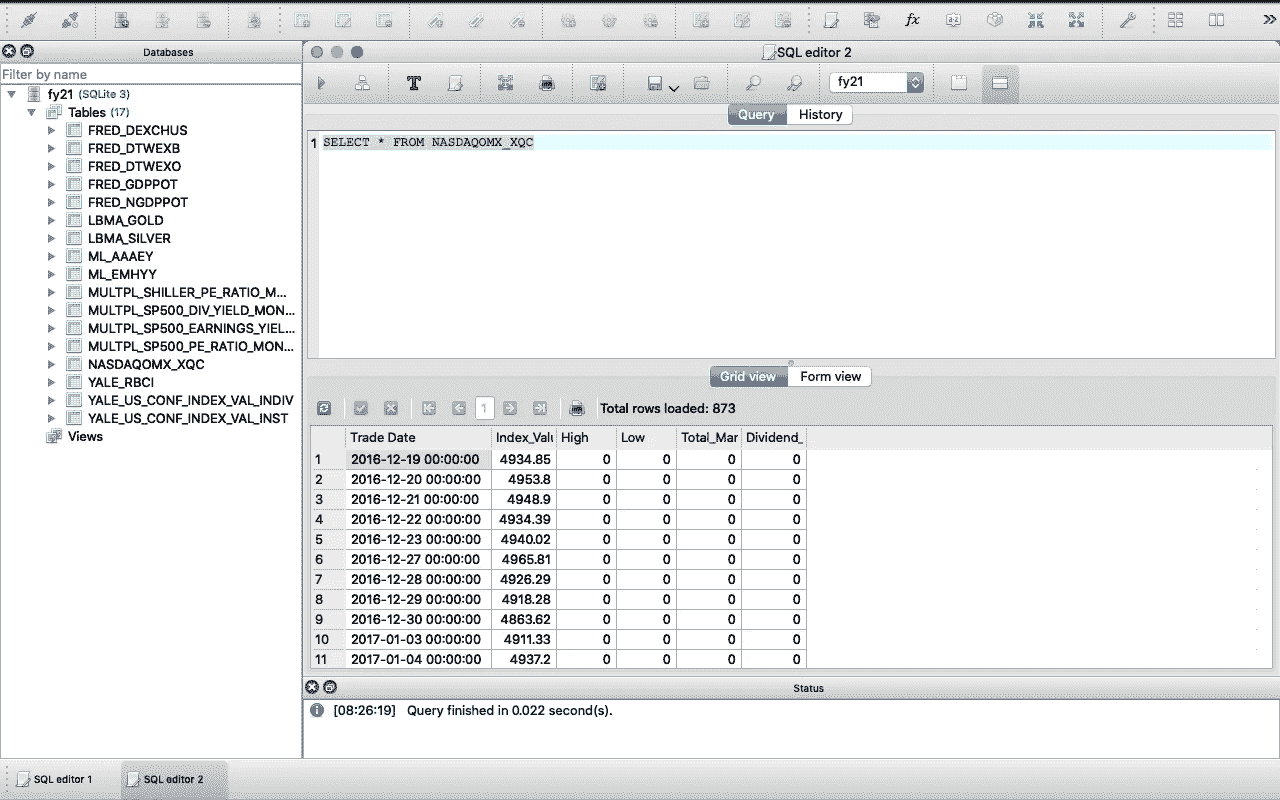 fx
Databases
SQL editor 2
Filter by name
fy21 (SQLite 3)
Tables (17)
FRED_DEXCHUS
FRED_DTWEXB
FRED_DTWEXO
FRED_GDPPOT
FRED_NGDPPOT
LBMA_GOLD
LBMA_SILVER
ML_AAAEY
ML_EMHYY
MULTPL_SHILLER_PE_RATIO_M...
MULTPL_SP500_DIV_YIELD_MON...
MULTPL_SP500_EARNINGS_YIEL...
MULTPL_SP500_PE_RATIO_MON...
NASDAQOMX_XQC
YALE_RBCI
YALE_US_CONF_INDEX_VAL_INDIV
YALE_US_CONF_INDEX_VAL_INST
Views
T
fy21
Query History
1 SELECT * FROM NASDAQOMX_XQC
Grid view Form view
1 Total rows loaded: 873
Trade Date Index_Valu High Low Total_Mar Dividend_
1 2016-12-19 00:00:00 4934.85 0 0 0 0
2 2016-12-20 00:00:00 4953.8 0 0 0 0
3 2016-12-21 00:00:00 4948.9 0 0 0 0
4 2016-12-22 00:00:00 4934.39 0 0 0 0
5 2016-12-23 00:00:00 4940.02 0 0 0 0
6 2016-12-27 00:00:00 4965.81 0 0 0 0
7 2016-12-28 00:00:00 4926.29 0 0 0 0
8 2016-12-29 00:00:00 4918.28 0 0 0 0
9 2016-12-30 00:00:00 4863.62 0 0 0 0
10 2017-01-03 00:00:00 4911.33 0 0 0 0
11 2017-01-04 00:00:00 4937.2 0 0 0 0
Status
[08:26:19] Query finished in 0.022 second(s).
SQL editor 1 SQL editor 2